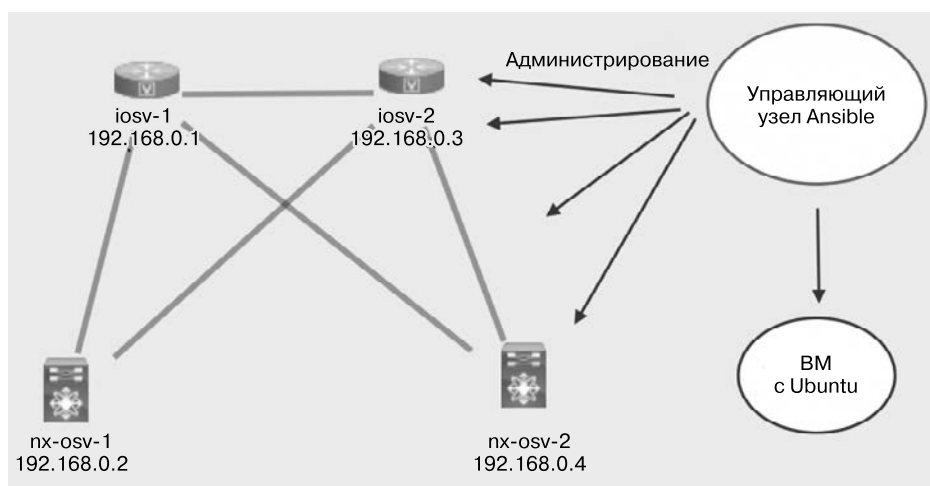 Администрирование
Управляющий
узел Ansible
V
V
iosv-1
192.168.0.1
iosv-2
192.168.0.3
ВМ
с Ubuntu
nx-osv-1
192.168.0.2
nx-osv-2
192.168.0.4